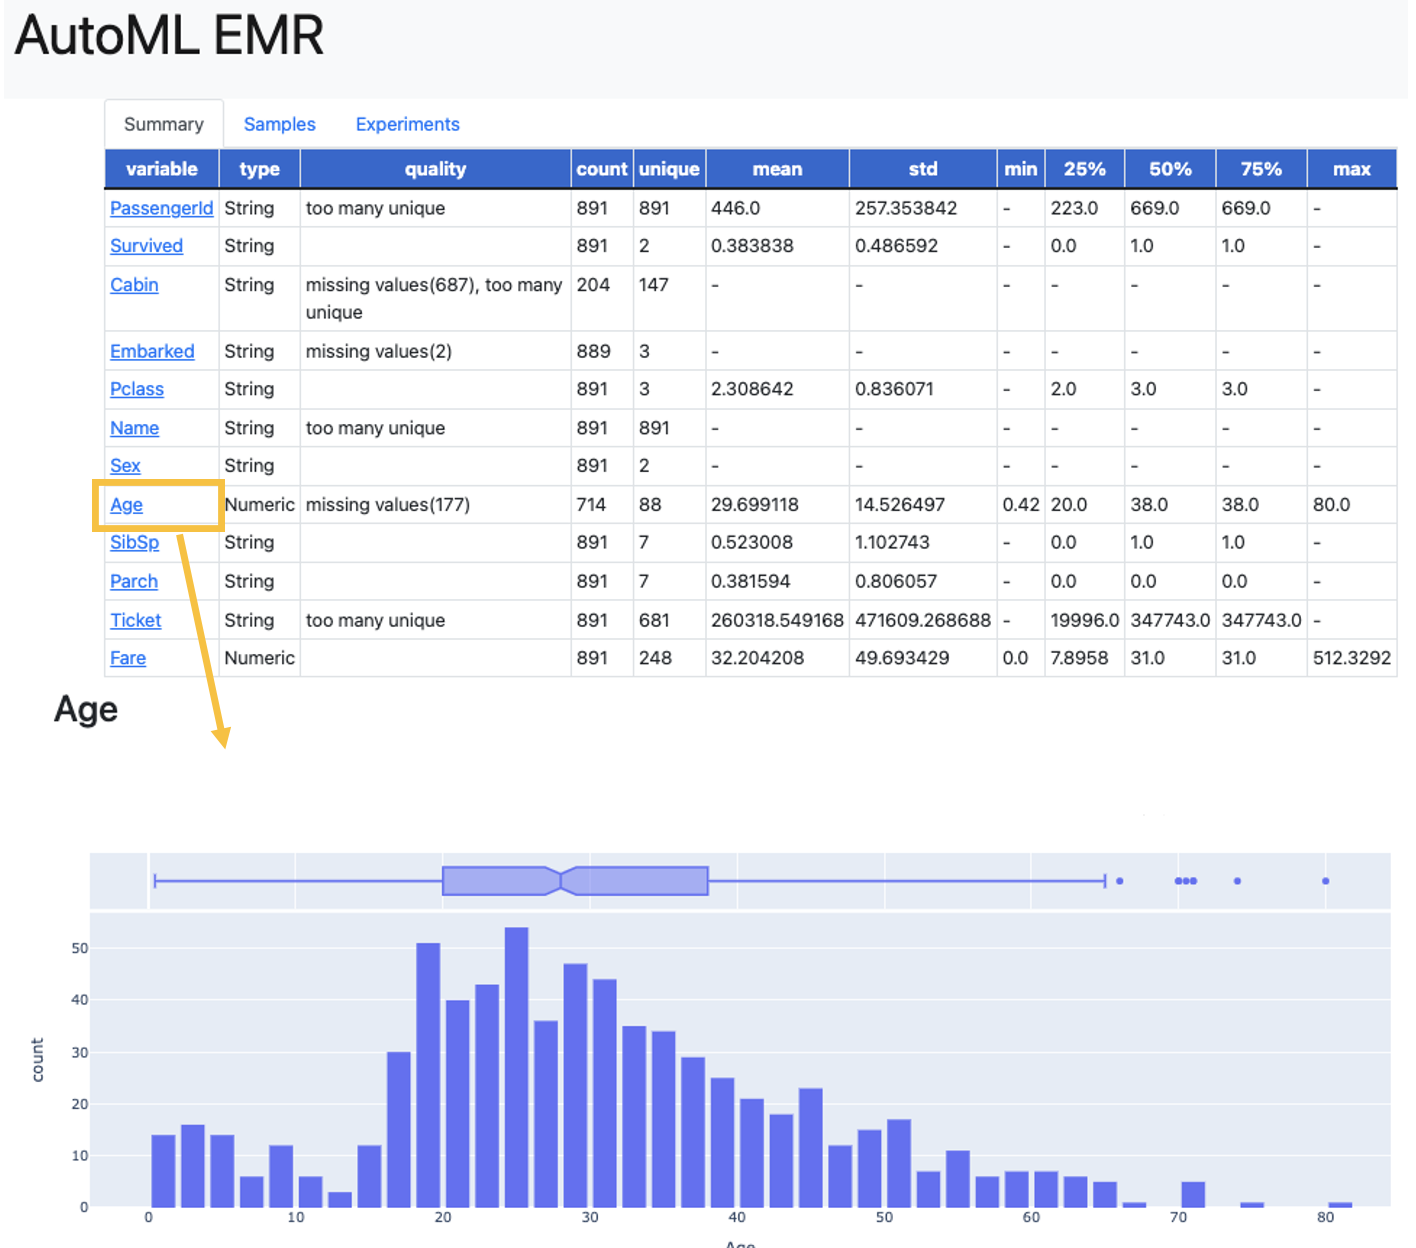 AutoML EMR
Summary Samples Experiments
variable type quality count unique mean std min 25% 50% 75% max
PassengerId String too many unique 891 891 446.0 257.353842 - 223.0 669.0 669.0 -
Survived String 891 2 0.383838 0.486592 - 0.0 1.0 1.0 -
Cabin String missing values(687), too many unique 204 147 - - - - - - -
Embarked String missing values(2) 889 3 - - - - - - -
Pclass String 891 3 2.308642 0.836071 - 2.0 3.0 3.0 -
Name String too many unique 891 891 - - - - - - -
Sex String 891 2 - - - - - - -
Age Numeric missing values(177) 714 88 29.699118 14.526497 0.42 20.0 38.0 38.0 80.0
SibSp String 891 7 0.523008 1.102743 - 0.0 1.0 1.0 -
Parch String 891 7 0.381594 0.806057 - 0.0 0.0 0.0 -
Ticket String too many unique 891 681 260318.549168 471609.268688 - 19996.0 347743.0 347743.0 -
Fare Numeric 891 248 32.204208 49.693429 0.0 7.8958 31.0 31.0 512.3292
Age
50
40
30
20
10
0
count
0 10 20 30 40 50 60 70 80
Age